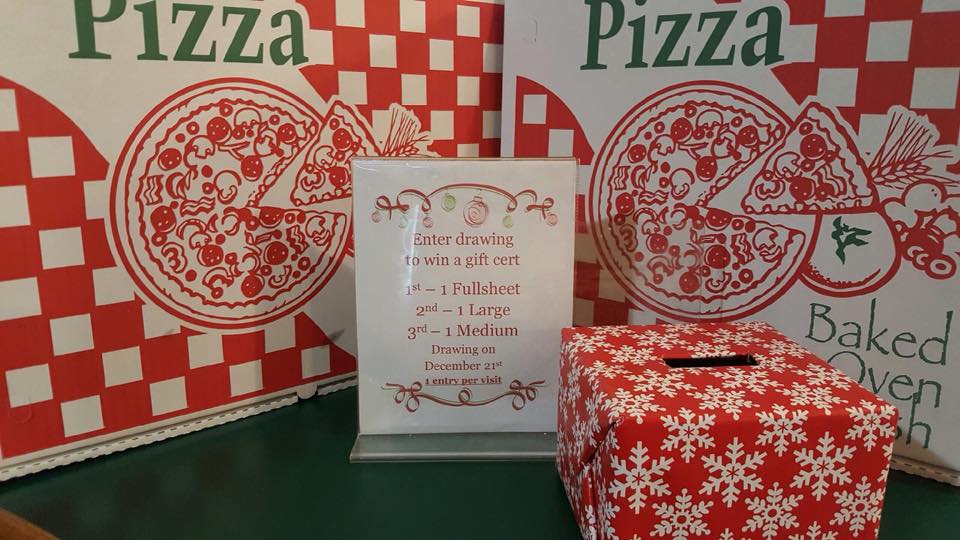 Pizza
Pizza
Enter drawing
to win a gift cert
1st – 1 Fullsheet
2nd – 1 Large
3rd – 1 Medium
Drawing on
December 21st
1 entry per visit
Baked
Oven